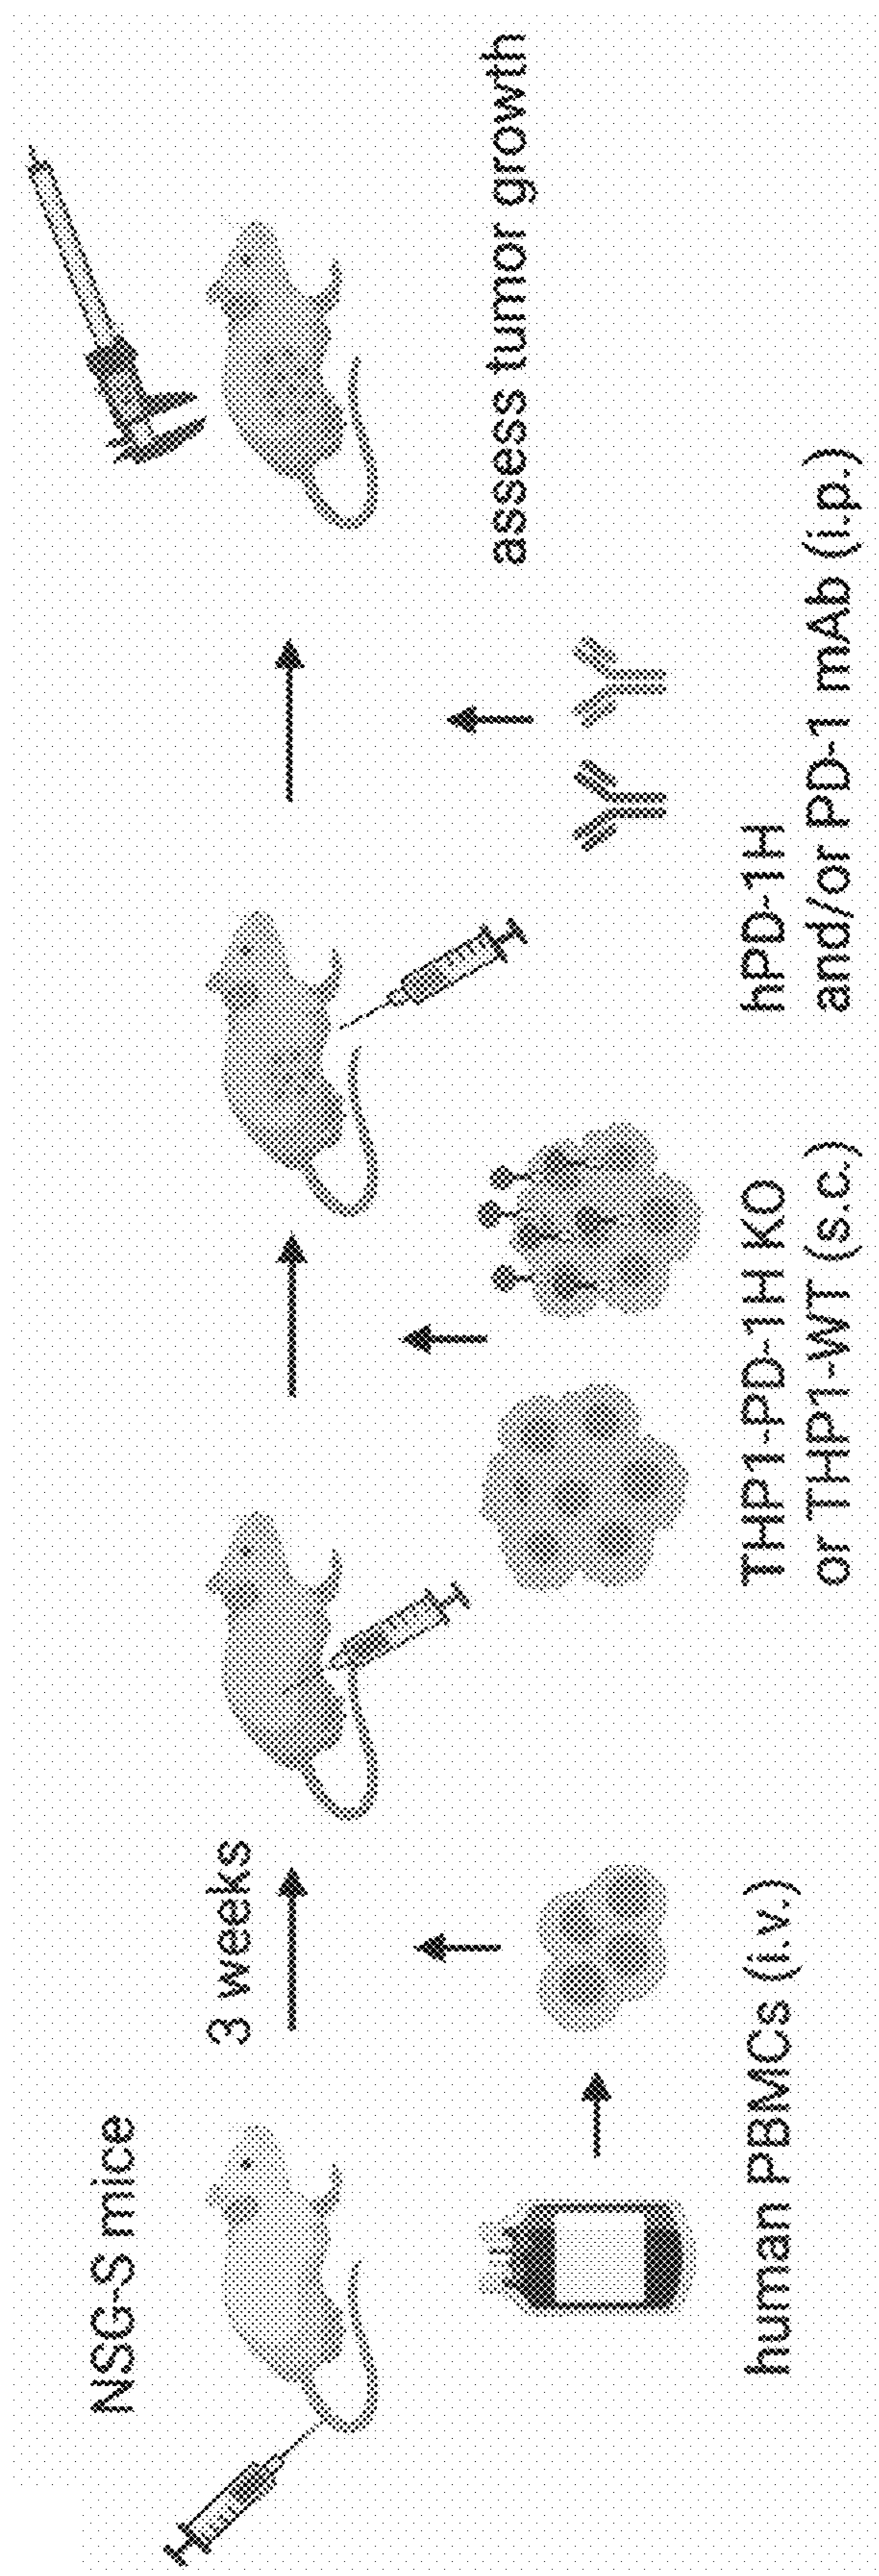 NSG-S mice
3 weeks
human PBMCs (i.v.)
THP1-PD-1H KO
or THP1-WT (s.c.)
hPD-1H
and/or PD-1 mAb (i.p.)
assess tumor growth